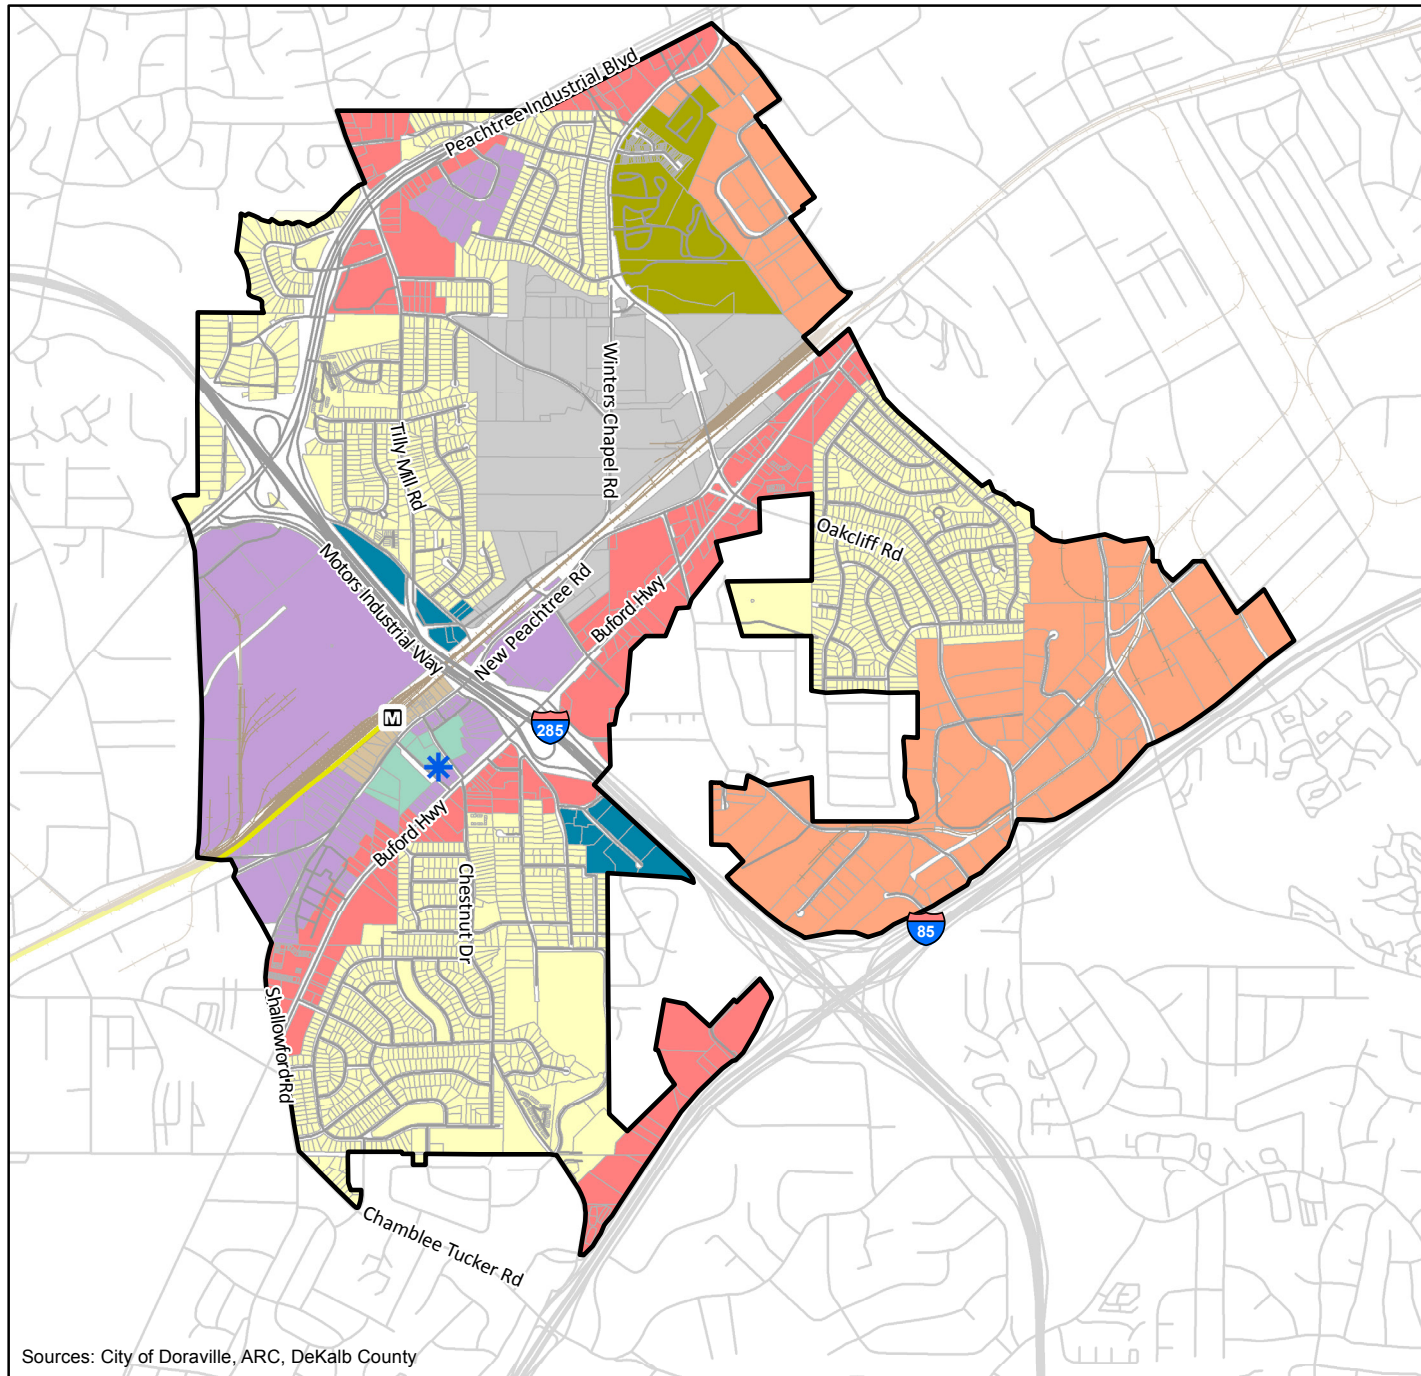 Peachtree Industrial Blvd
Winters Chapel Rd
Tilly Mill Rd
Oakcliff Rd
Motors Industrial Way
New Peachtree Rd
Buford Hwy
M
285
Buford Hwy
Chestnut Dr
85
Shallowford Rd
Chamblee Tucker Rd
Sources: City of Doraville, ARC, DeKalb County